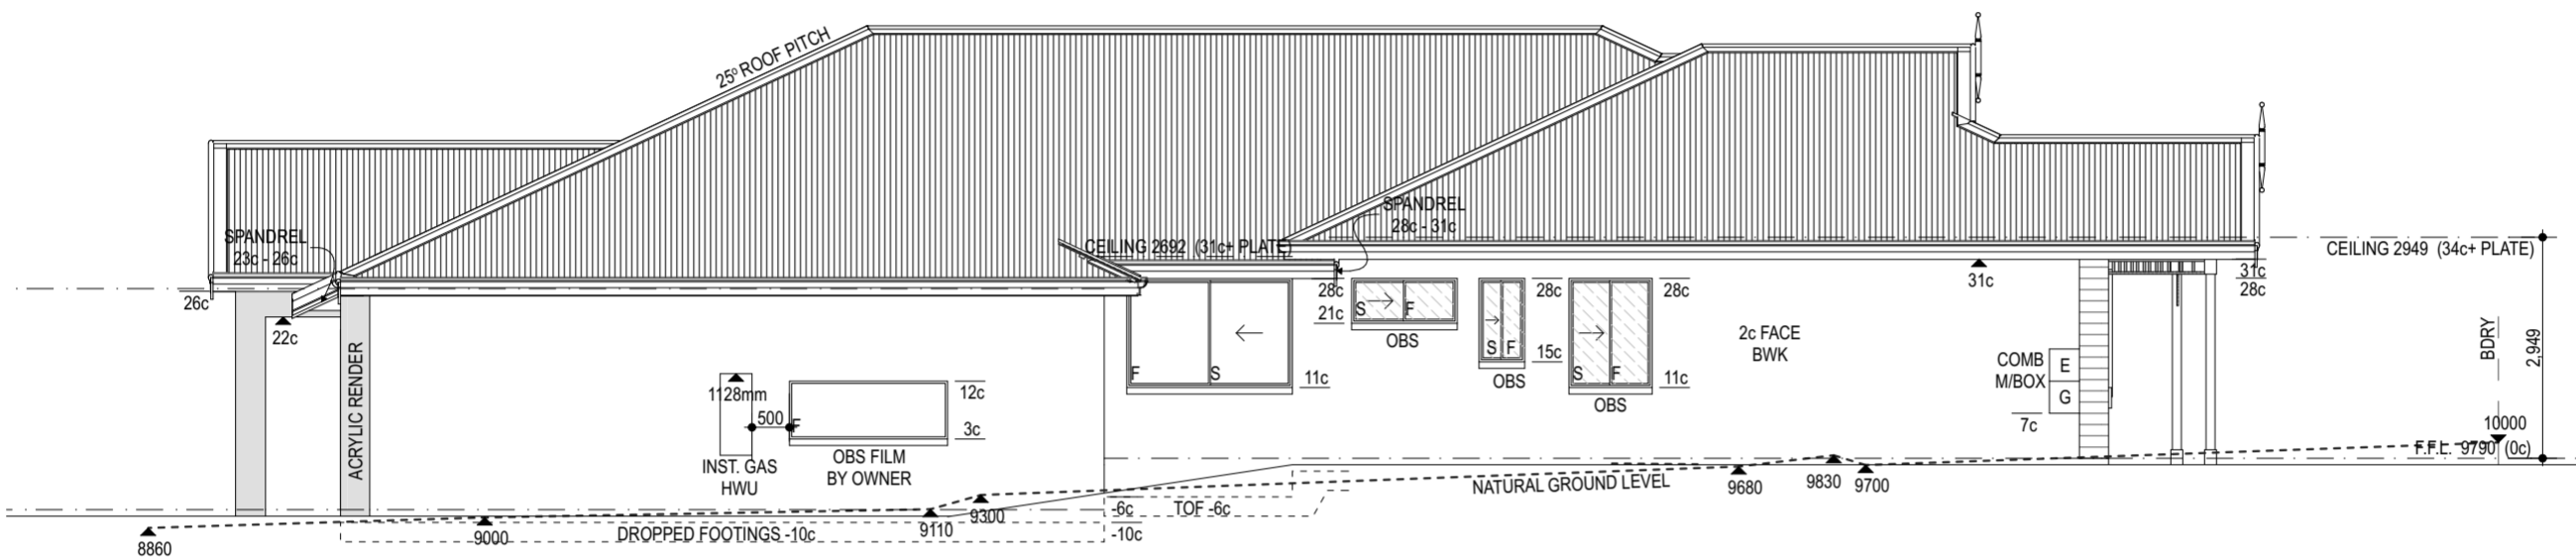 25º ROOF PITCH
SPANDREL
23c - 26c
26c
22c
ACRYLIC RENDER
1128mm
500
F
12c
3c
INST. GAS
HWU
OBS FILM
BY OWNER
CEILING 2692 (31c+ PLATE)
SPANDREL
28c - 31c
F
S
28c
21c
11c
S
F
OBS
S
F
28c
15c
OBS
S
F
28c
11c
OBS
2c FACE
BWK
31c
COMB
M/BOX
E
G
7c
31c
28c
CEILING 2949 (34c+ PLATE)
BDRY
2,949
10000
F.F.L. 9790 (0c)
8860
9000
DROPPED FOOTINGS -10c
9110
9300
-6c
-10c
TOF -6c
NATURAL GROUND LEVEL
9680
9830
9700